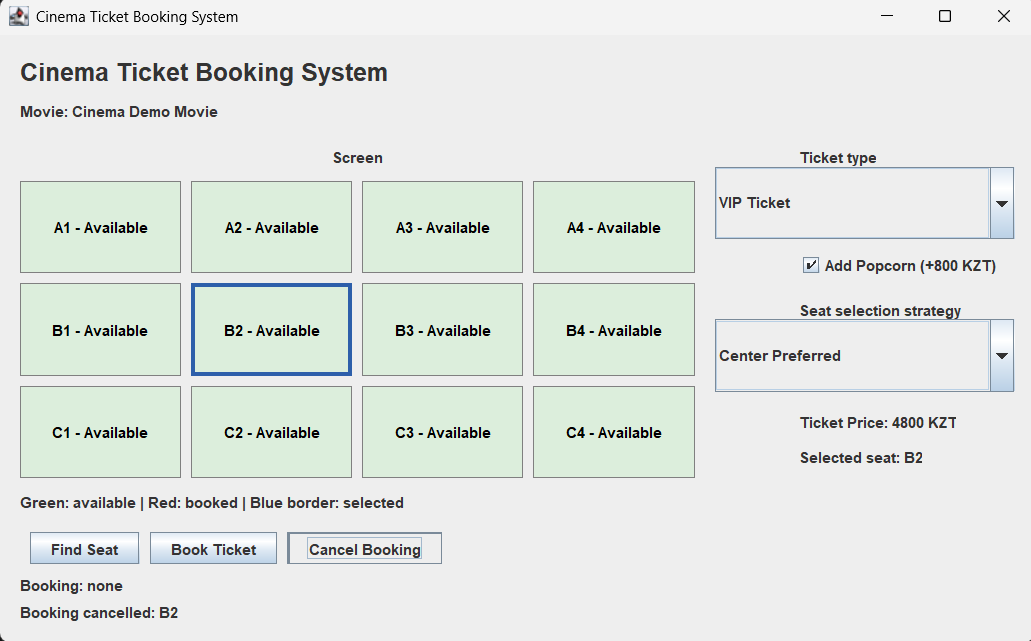 Cinema Ticket Booking System
Cinema Ticket Booking System
Movie: Cinema Demo Movie
Screen
A1 - Available A2 - Available A3 - Available A4 - Available
B1 - Available B2 - Available B3 - Available B4 - Available
C1 - Available C2 - Available C3 - Available C4 - Available
Ticket type
VIP Ticket
Add Popcorn (+800 KZT)
Seat selection strategy
Center Preferred
Ticket Price: 4800 KZT
Selected seat: B2
Green: available | Red: booked | Blue border: selected
Find Seat Book Ticket Cancel Booking
Booking: none
Booking cancelled: B2